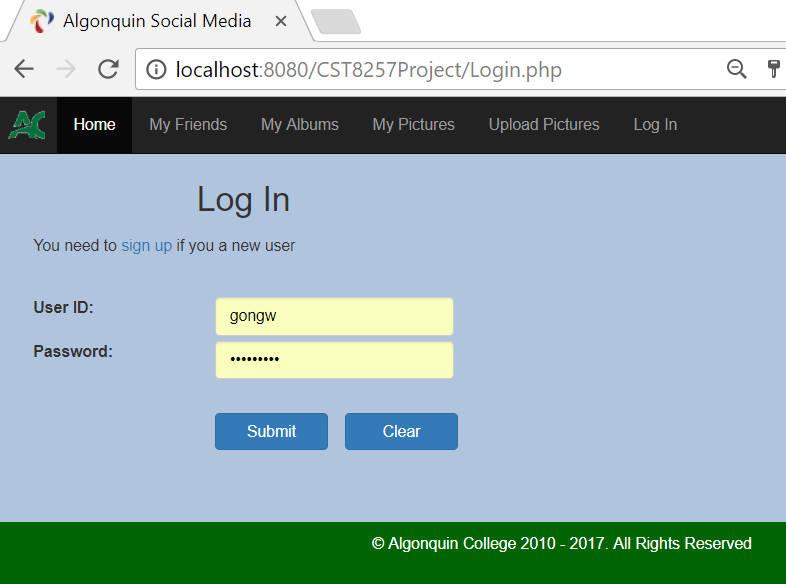 Algonquin Social Media
localhost:8080/CST8257Project/Login.php
AC Home My Friends My Albums My Pictures Upload Pictures Log In
Log In
You need to sign up if you a new user
User ID: gongw
Password: •••••••••
Submit Clear
© Algonquin College 2010 - 2017. All Rights Reserved